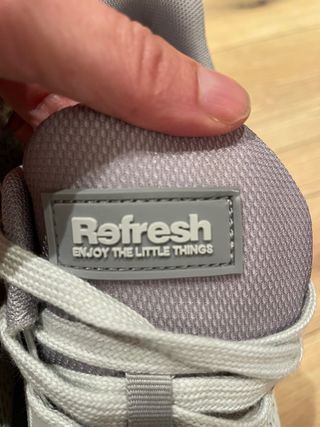 Refresh
ENJOY THE LITTLE THINGS